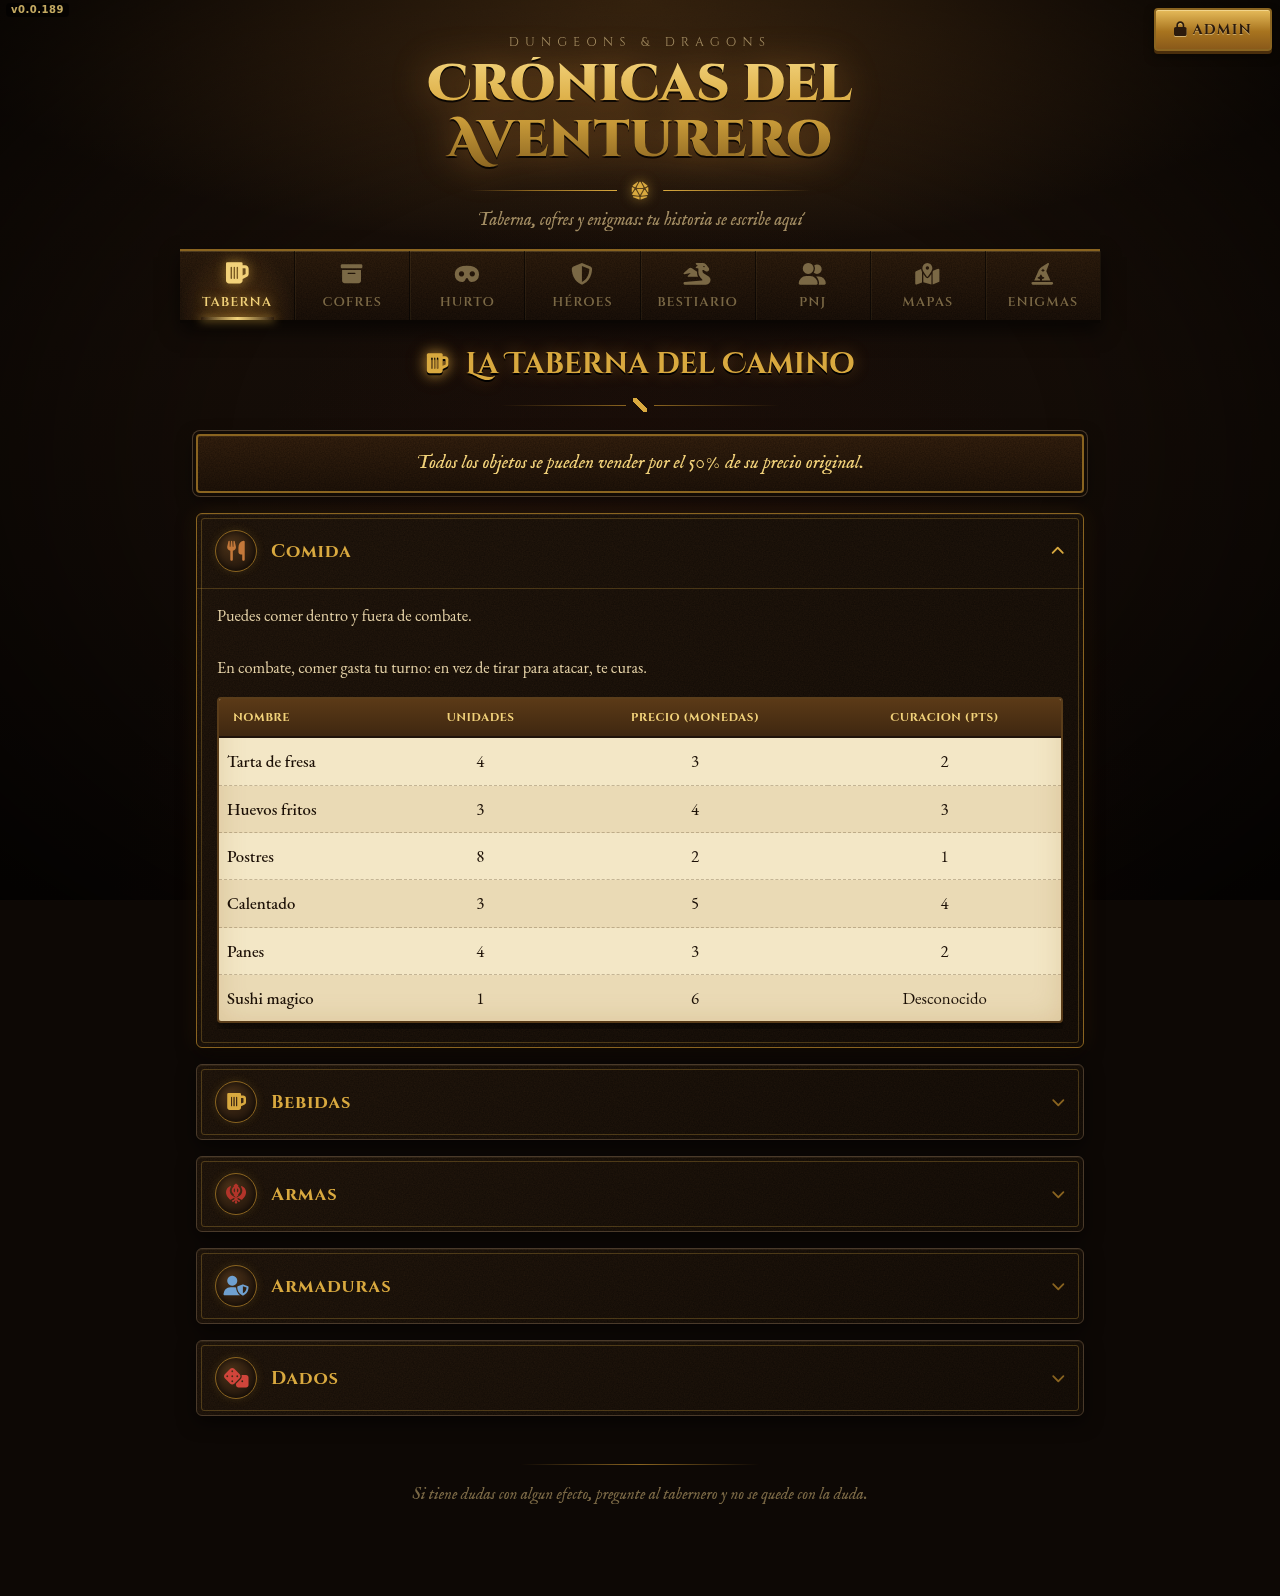 v0.0.189
ADMIN
DUNGEONS & DRAGONS
CRÓNICAS DEL
AVENTURERO
Taberna, cofres y enigmas: tu historia se escribe aquí
TABERNA
COFRES
HURTO
HÉROES
BESTIARIO
PNJ
MAPAS
ENIGMAS
LA TABERNA DEL CAMINO
Todos los objetos se pueden vender por el 50% de su precio original.
COMIDA
Puedes comer dentro y fuera de combate.
En combate, comer gasta tu turno: en vez de tirar para atacar, te curas.
NOMBRE UNIDADES PRECIO (MONEDAS) CURACION (PTS)
Tarta de fresa 4 3 2
Huevos fritos 3 4 3
Postres 8 2 1
Calentado 3 5 4
Panes 4 3 2
Sushi magico 1 6 Desconocido
BEBIDAS
ARMAS
ARMADURAS
DADOS
Si tiene dudas con algun efecto, pregunte al tabernero y no se quede con la duda.